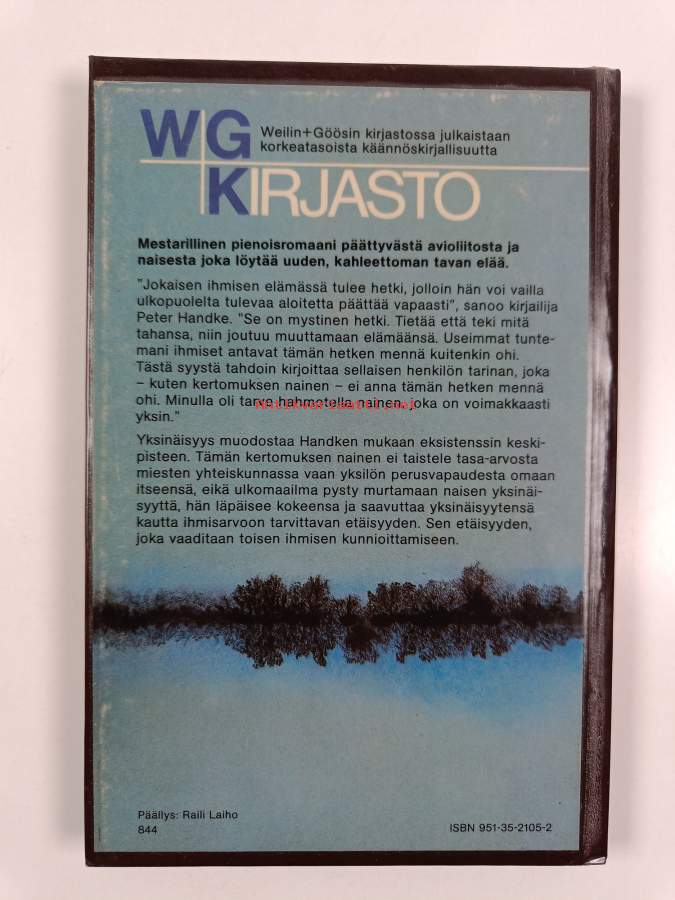 WG
Weilin+Göösin kirjastossa julkaistaan
korkeatasoista käännöskirjallisuutta
KIRJASTO
Mestarillinen pienoisromaani päättyvästä avioliitosta ja
naisesta joka löytää uuden, kahleettoman tavan elää.
"Jokaisen ihmisen elämässä tulee hetki, jolloin hän voi vailla
ulkopuolelta tulevaa aloitetta päättää vapaasti", sanoo kirjailija
Peter Handke. "Se on mystinen hetki. Tietää että teki mitä
tahansa, niin joutuu muuttamaan elämäänsä. Useimmat tunte-
mani ihmiset antavat tämän hetken mennä kuitenkin ohi.
Tästä syystä tahdoin kirjoittaa sellaisen henkilön tarinan, joka
– kuten kertomuksen nainen – ei anna tämän hetken mennä
ohi. Minulla oli tarve hahmotella nainen, joka on voimakkaasti
yksin."
Antikvariaatti.net
Yksinäisyys muodostaa Handken mukaan eksistenssin keski-
pisteen. Tämän kertomuksen nainen ei taistele tasa-arvosta
miesten yhteiskunnassa vaan yksilön perusvapaudesta omaan
itseensä, eikä ulkomaailma pysty murtamaan naisen yksinäi-
syyttä, hän läpäisee kokeensa ja saavuttaa yksinäisyytensä
kautta ihmisarvoon tarvittavan etäisyyden. Sen etäisyyden,
joka vaaditaan toisen ihmisen kunnioittamiseen.
Päällys: Raili Laiho
844
ISBN 951-35-2105-2